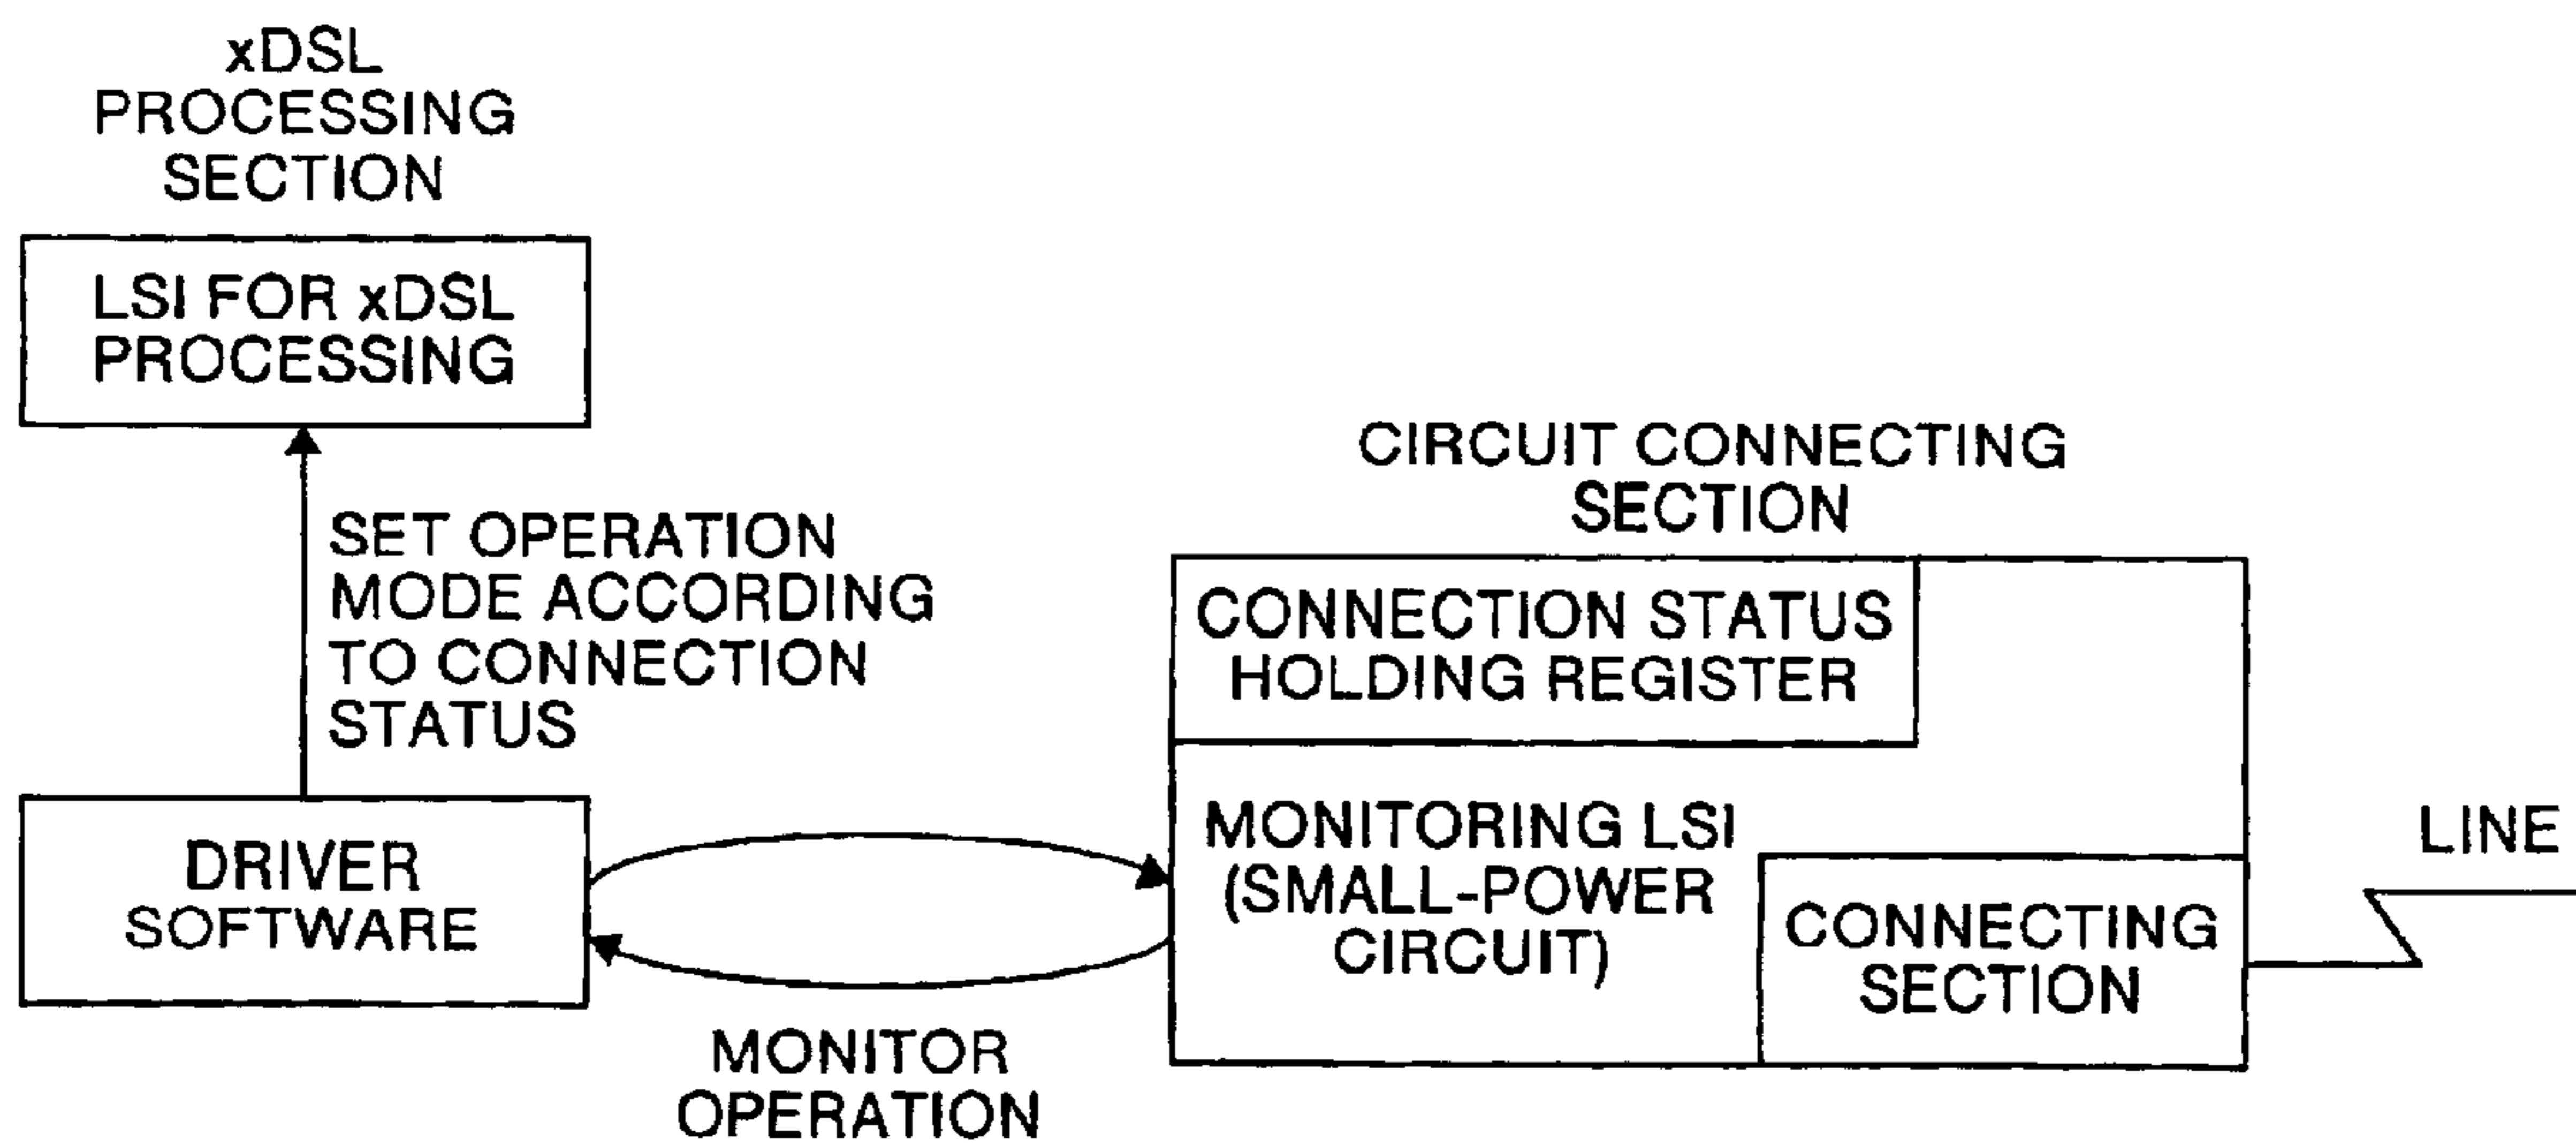 xDSL
PROCESSING
SECTION
LSI FOR xDSL
PROCESSING
SET OPERATION
MODE ACCORDING
TO CONNECTION
STATUS
DRIVER
SOFTWARE
MONITOR
OPERATION
CIRCUIT CONNECTING
SECTION
CONNECTION STATUS
HOLDING REGISTER
MONITORING LSI
(SMALL-POWER
CIRCUIT)
CONNECTING
SECTION
LINE